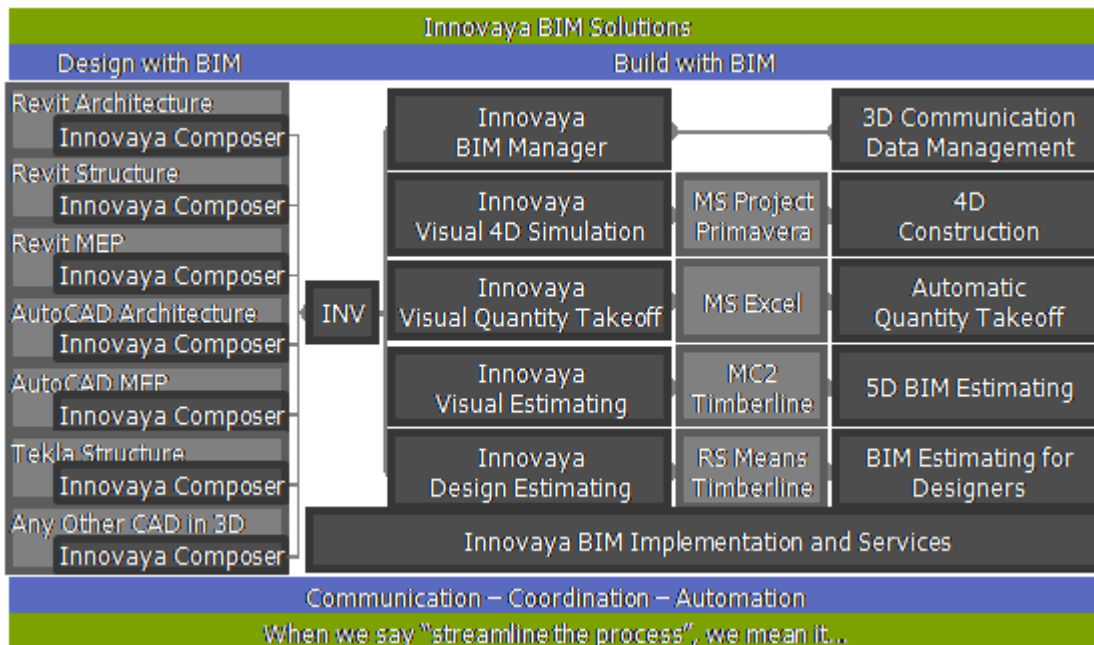 Innovaya BIM Solutions
Design with BIM
Build with BIM
Revit Architecture
Innovaya Composer
Revit Structure
Innovaya Composer
Revit MEP
Innovaya Composer
AutoCAD Architecture
Innovaya Composer
AutoCAD MEP
Innovaya Composer
Tekla Structure
Innovaya Composer
Any Other CAD in 3D
Innovaya Composer
INV
Innovaya
BIM Manager
3D Communication
Data Management
Innovaya
Visual 4D Simulation
MS Project
Primavera
4D
Construction
Innovaya
Visual Quantity Takeoff
MS Excel
Automatic
Quantity Takeoff
Innovaya
Visual Estimating
MC2
Timberline
5D BIM Estimating
Innovaya
Design Estimating
RS Means
Timberline
BIM Estimating for
Designers
Innovaya BIM Implementation and Services
Communication – Coordination – Automation
When we say “streamline the process”, we mean it...